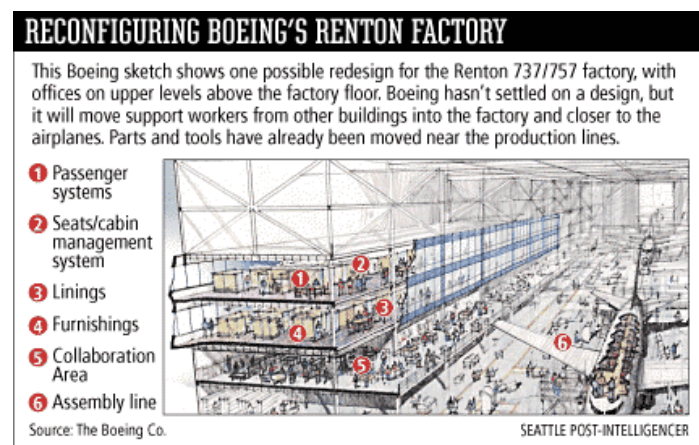 RECONFIGURING BOEING'S RENTON FACTORY
This Boeing sketch shows one possible redesign for the Renton 737/757 factory, with
offices on upper levels above the factory floor. Boeing hasn't settled on a design, but
it will move support workers from other buildings into the factory and closer to the
airplanes. Parts and tools have already been moved near the production lines.
1 Passenger
systems
2 Seats/cabin
management
system
3 Linings
4 Furnishings
5 Collaboration
Area
6 Assembly line
1
2
3
4
5
6
Source: The Boeing Co.
SEATTLE POST-INTELLIGENCER